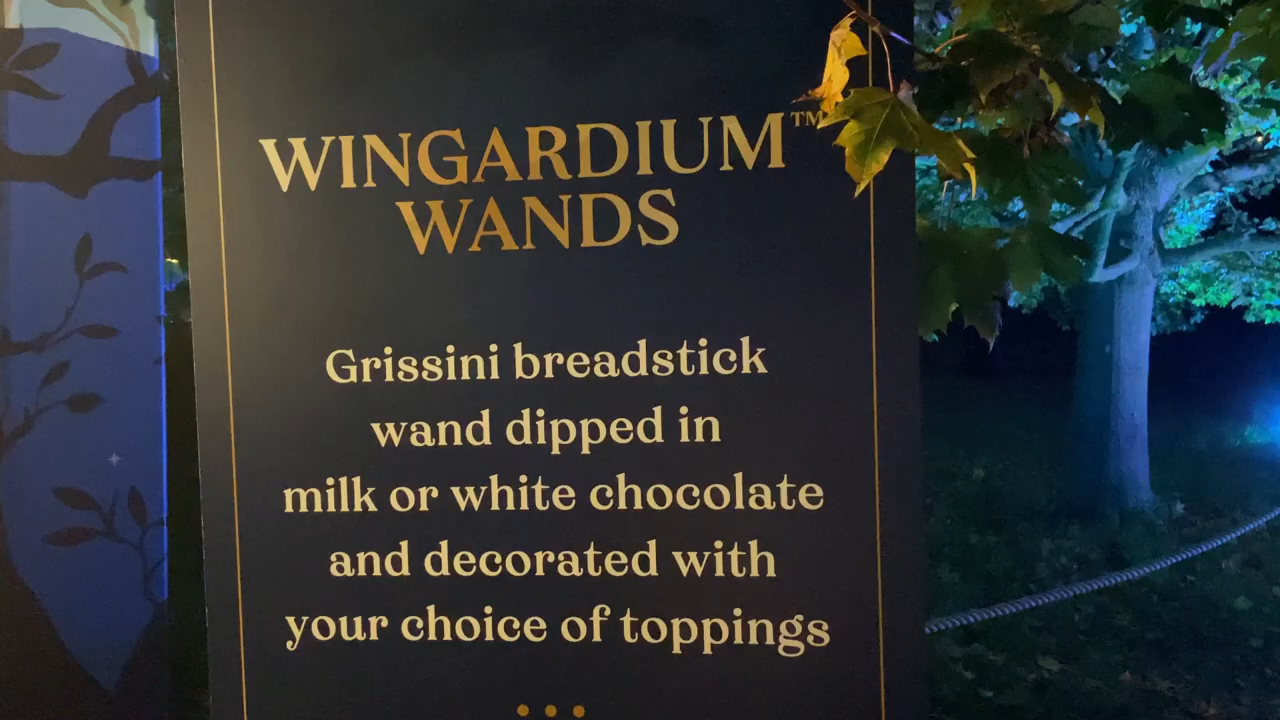 WINGARDIUM™
WANDS
Grissini breadstick
wand dipped in
milk or white chocolate
and decorated with
your choice of toppings